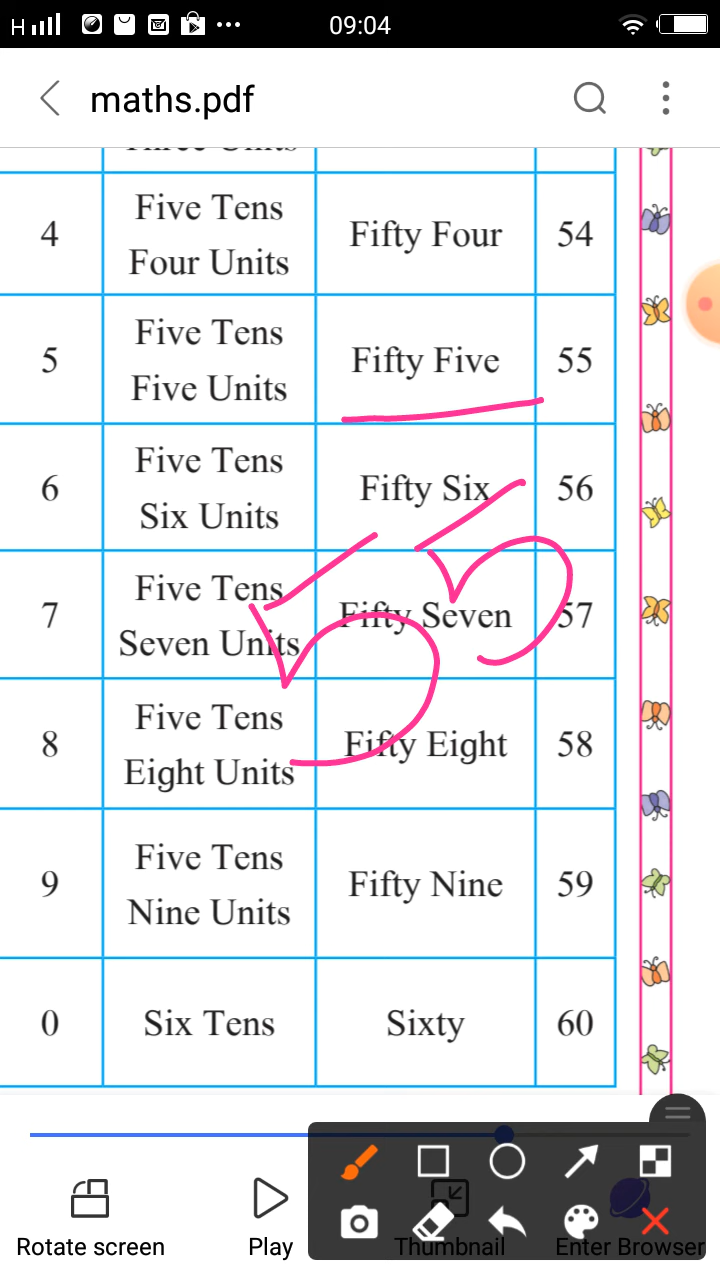 H 09:04
maths.pdf
Three Units
4 Five Tens Four Units Fifty Four 54
5 Five Tens Five Units Fifty Five 55
6 Five Tens Six Units Fifty Six 56
7 Five Tens Seven Units Fifty Seven 57
55
8 Five Tens Eight Units Fifty Eight 58
9 Five Tens Nine Units Fifty Nine 59
0 Six Tens Sixty 60
Rotate screen Play Thumbnail Enter Browser